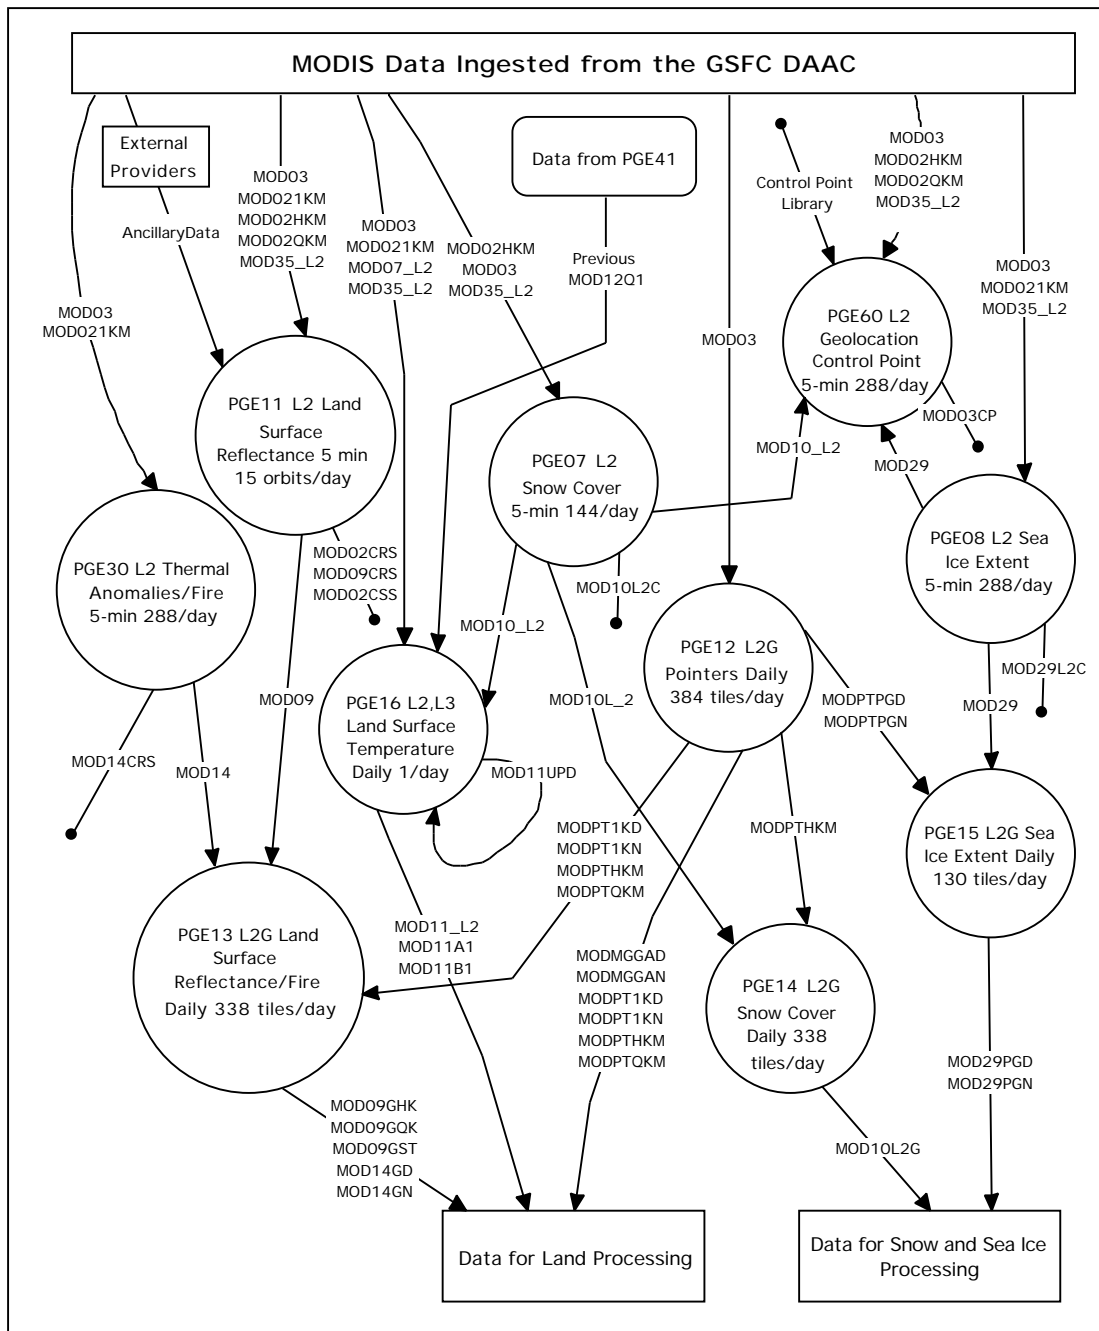 MODIS Data Ingested from the GSFC DAAC
External
Providers
Data from PGE41
Control Point
Library
MOD03
MOD02HKM
MOD02QKM
MOD35_L2
MOD03
MOD021KM
MOD02HKM
MOD02QKM
MOD35_L2
AncillaryData
MOD03
MOD021KM
MOD07_L2
MOD35_L2
MOD02HKM
MOD03
MOD35_L2
Previous
MOD12Q1
MOD03
MOD021KM
MOD35_L2
MOD03
MOD021KM
MOD03
PGE60 L2
Geolocation
Control Point
5-min 288/day
MOD03CP
PGE11 L2 Land
Surface
Reflectance 5 min
15 orbits/day
PGE07 L2
Snow Cover
5-min 144/day
MOD10_L2
MOD29
PGE30 L2 Thermal
Anomalies/Fire
5-min 288/day
MOD02CRS
MOD09CRS
MOD02CSS
MOD10L2C
PGE08 L2 Sea
Ice Extent
5-min 288/day
MOD10_L2
PGE12 L2G
Pointers Daily
384 tiles/day
MOD29L2C
MOD09
PGE16 L2,L3
Land Surface
Temperature
Daily 1/day
MOD10L_2
MODPTPGD
MODPTPGN
MOD29
MOD14CRS
MOD14
MOD11UPD
MODPT1KD
MODPT1KN
MODPTHKM
MODPTQKM
MODPTHKM
PGE15 L2G Sea
Ice Extent Daily
130 tiles/day
PGE13 L2G Land
Surface
Reflectance/Fire
Daily 338 tiles/day
MOD11_L2
MOD11A1
MOD11B1
MODMGGAD
MODMGGAN
MODPT1KD
MODPT1KN
MODPTHKM
MODPTQKM
PGE14 L2G
Snow Cover
Daily 338
tiles/day
MOD29PGD
MOD29PGN
MOD09GHK
MOD09GQK
MOD09GST
MOD14GD
MOD14GN
MOD10L2G
Data for Land Processing
Data for Snow and Sea Ice
Processing